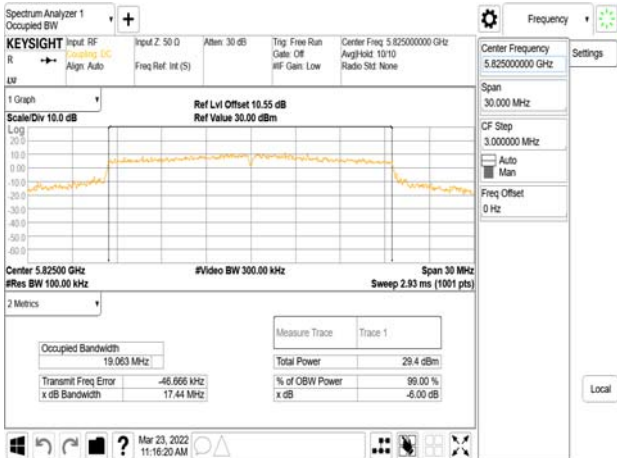 Spectrum Analyzer 1
Occupied BW
+
Frequency
Settings
KEYSIGHT
R
LXI
Input: RF
Coupling: DC
Align: Auto
Input Z: 50 Ω
Freq Ref: Int (S)
Atten: 30 dB
Trig: Free Run
Gate: Off
#IF Gain: Low
Center Freq: 5.825000000 GHz
Avg|Hold: 10/10
Radio Std: None
Center Frequency
5.825000000 GHz
Span
30.000 MHz
CF Step
3.000000 MHz
Auto
Man
Freq Offset
0 Hz
Local
1 Graph
Scale/Div 10.0 dB
Ref Lvl Offset 10.55 dB
Ref Value 30.00 dBm
Log
20.0
10.0
0.00
-10.0
-20.0
-30.0
-40.0
-50.0
-60.0
Center 5.82500 GHz
#Res BW 100.00 kHz
#Video BW 300.00 kHz
Span 30 MHz
Sweep 2.93 ms (1001 pts)
2 Metrics
Measure Trace
Trace 1
Occupied Bandwidth
19.063 MHz
Total Power
29.4 dBm
Transmit Freq Error
-46.666 kHz
% of OBW Power
99.00 %
x dB Bandwidth
17.44 MHz
x dB
-6.00 dB
?
Mar 23, 2022
11:16:20 AM